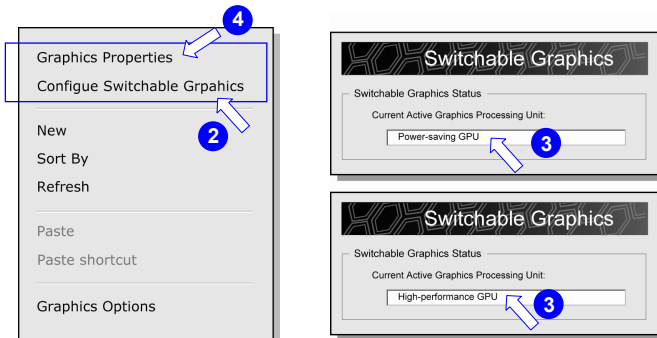 4
Graphics Properties
Configue Switchable Grpahics
2
New
Sort By
Refresh
Paste
Paste shortcut
Graphics Options
Switchable Graphics
Switchable Graphics Status
Current Active Graphics Processing Unit:
Power-saving GPU
3
Switchable Graphics
Switchable Graphics Status
Current Active Graphics Processing Unit:
High-performance GPU
3